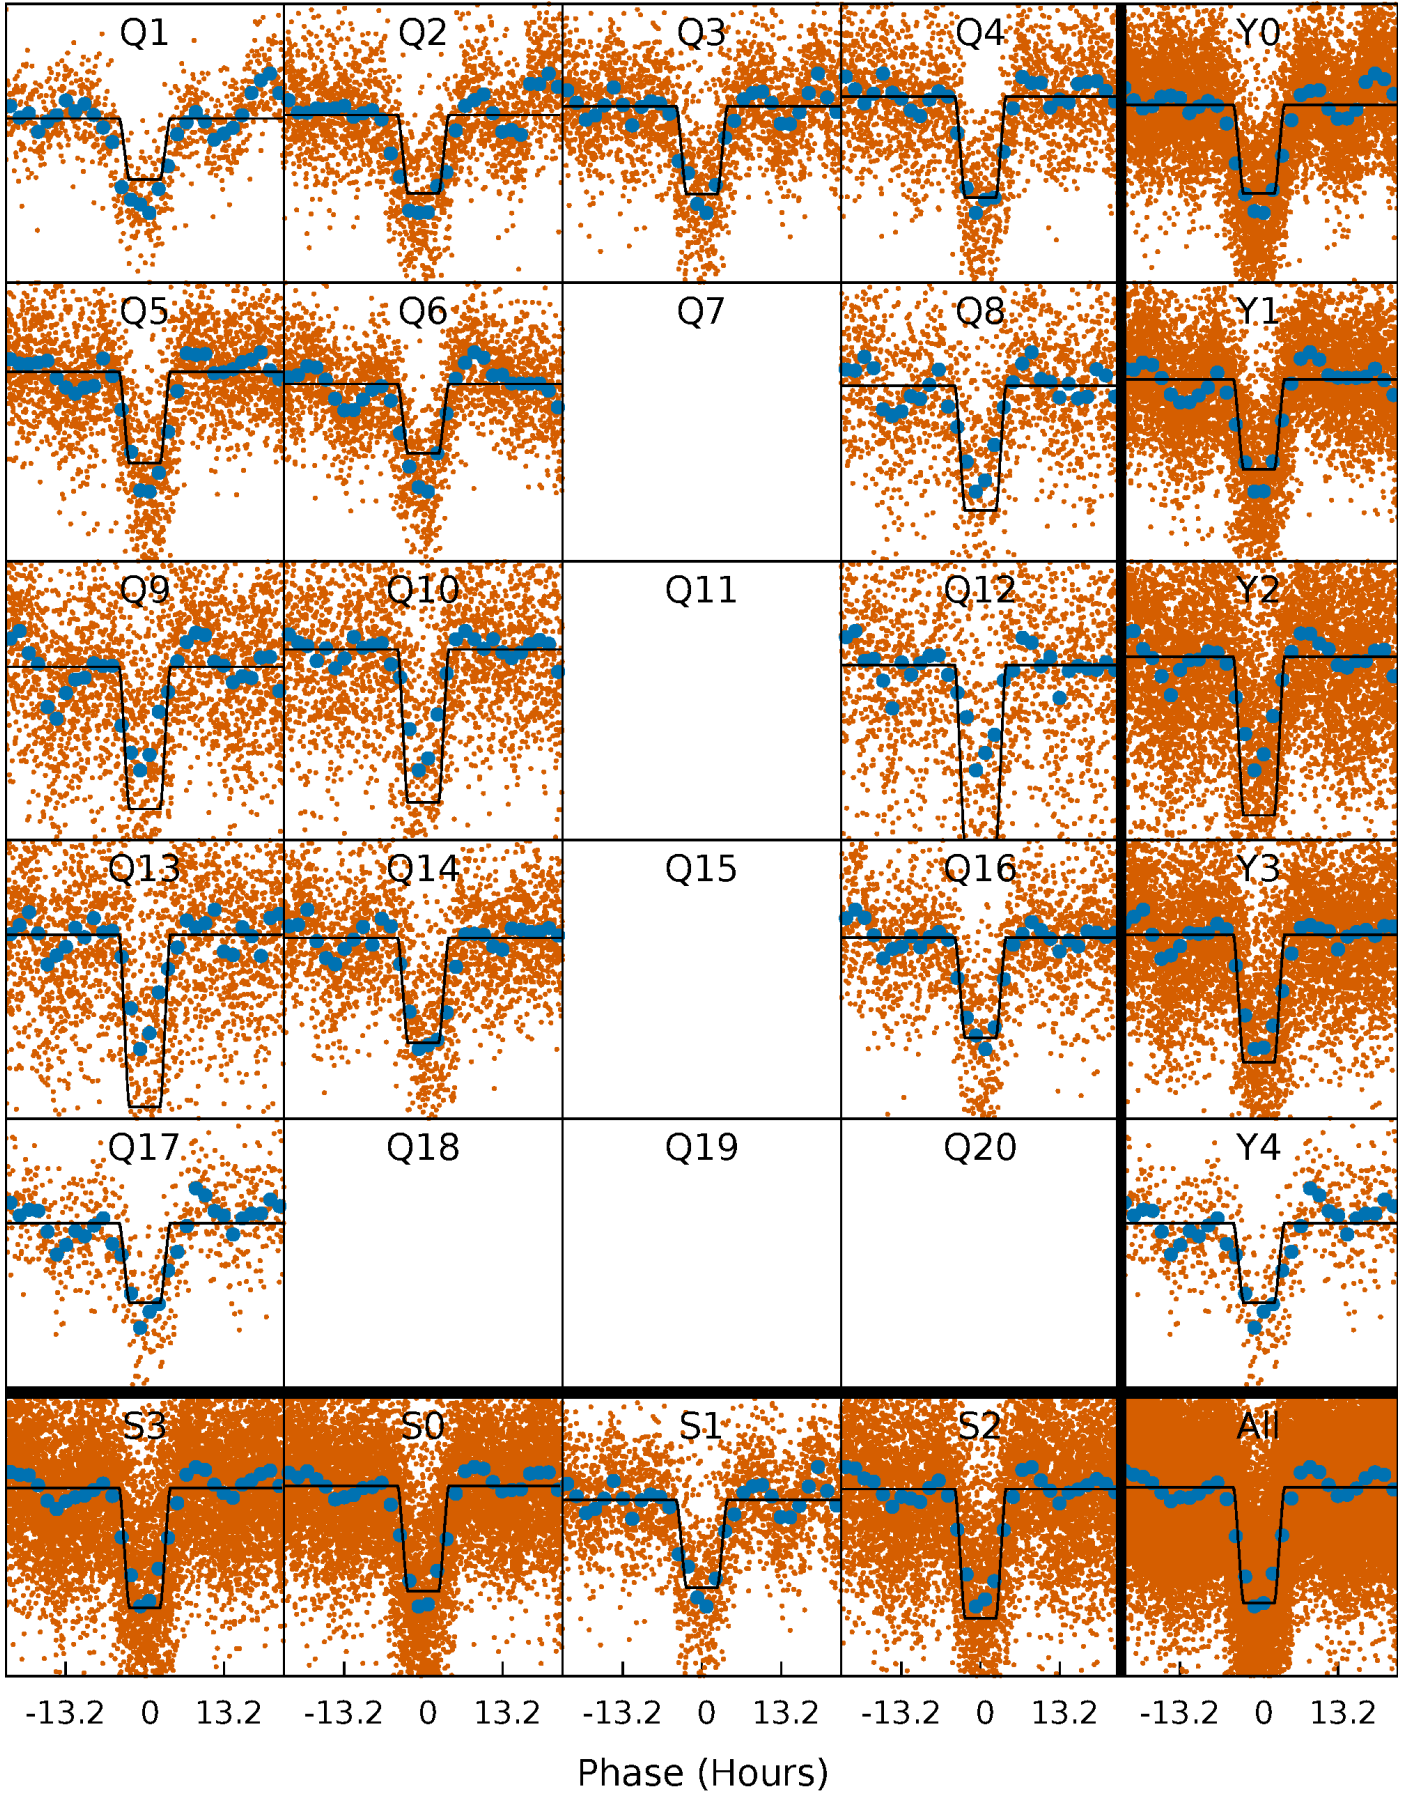 Q1 Q2 Q3 Q4 Y0
Q5 Q6 Q7 Q8 Y1
Q9 Q10 Q11 Q12 Y2
Q13 Q14 Q15 Q16 Y3
Q17 Q18 Q19 Q20 Y4
S3 S0 S1 S2 All
-13.2 0 13.2 -13.2 0 13.2 -13.2 0 13.2 -13.2 0 13.2 -13.2 0 13.2
Phase (Hours)